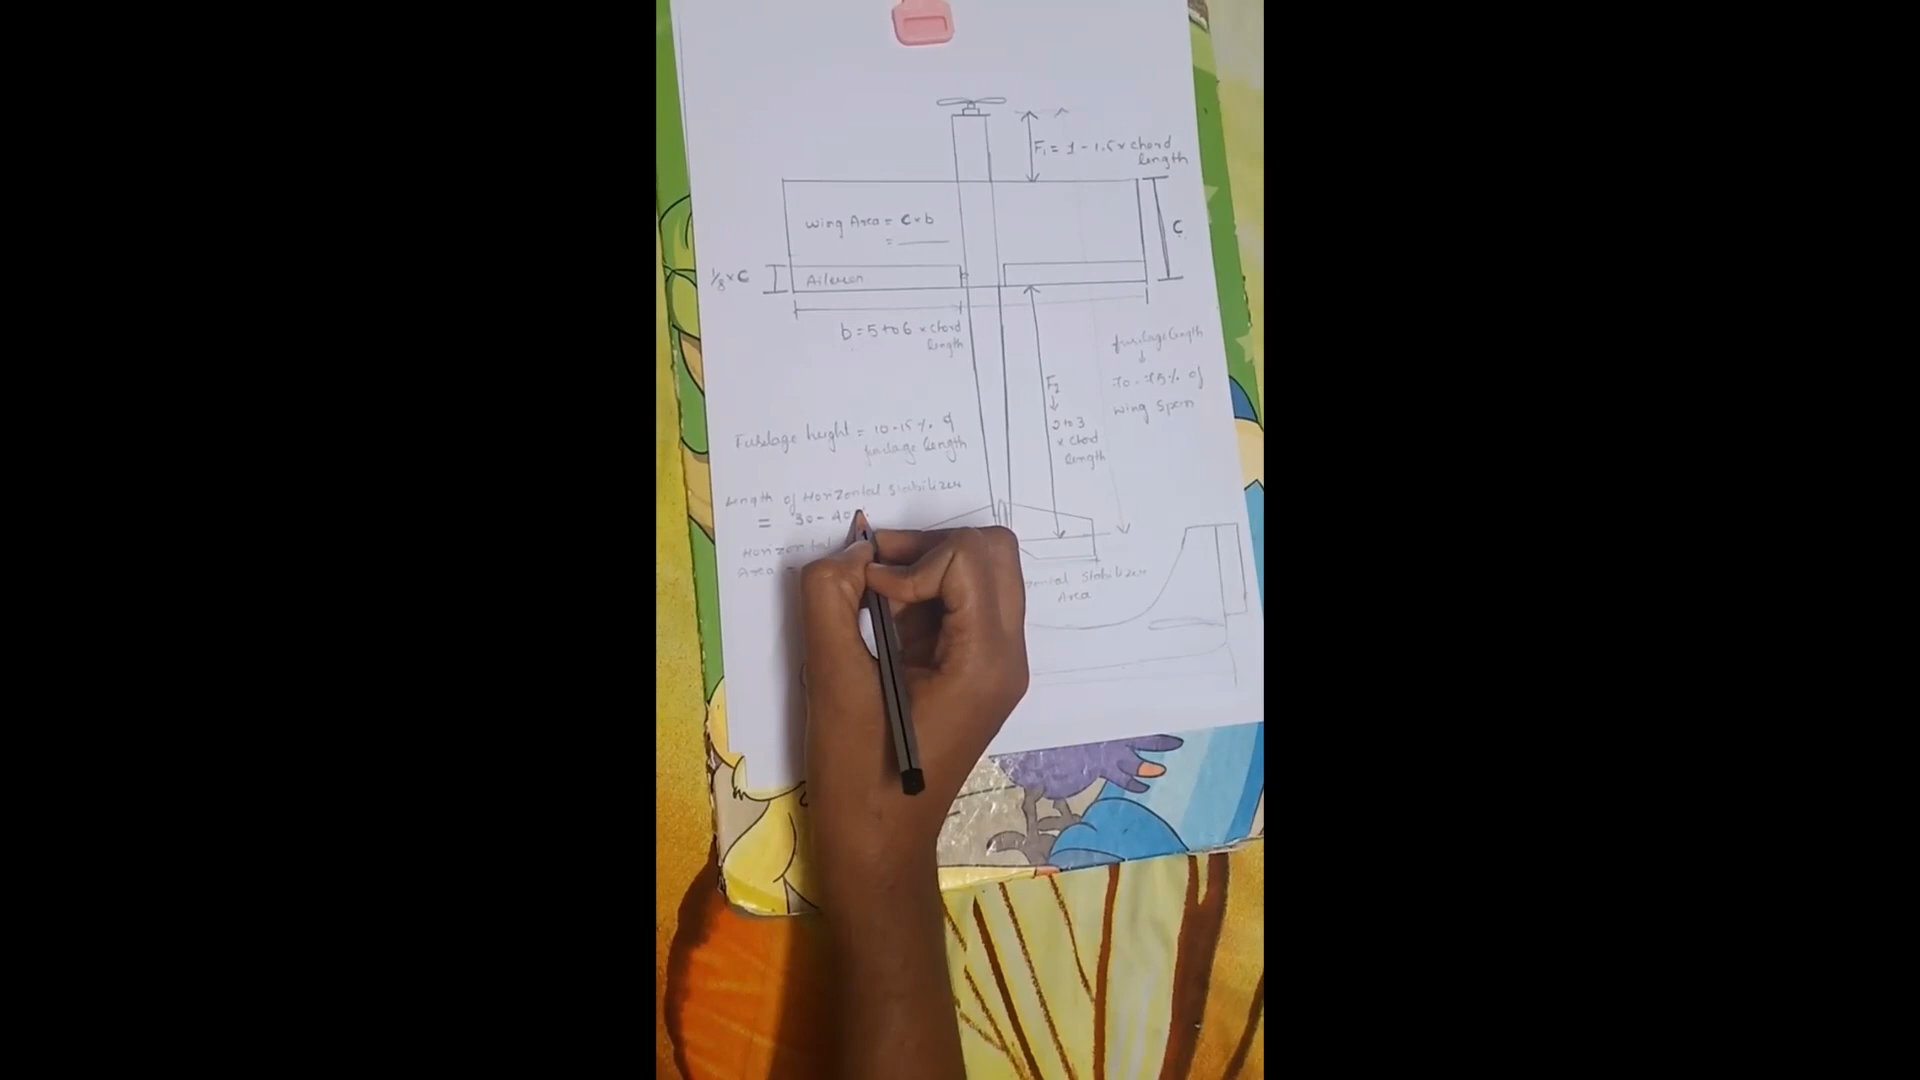 F₁ = 1 - 1.5 × chord
length
Wing Area = C × b
=
C
1/8 × C
Aileron
b = 5 to 6 × chord
length
fuselage length
↓
70 - 75% of
wing Span
F₂
↓
2 to 3
× chord
length
Fuselage height = 10 - 15% of
fuselage length
Length of Horizontal Stabilizer
= 30 - 40%
Horizontal
Area =
Stabilizer
Area